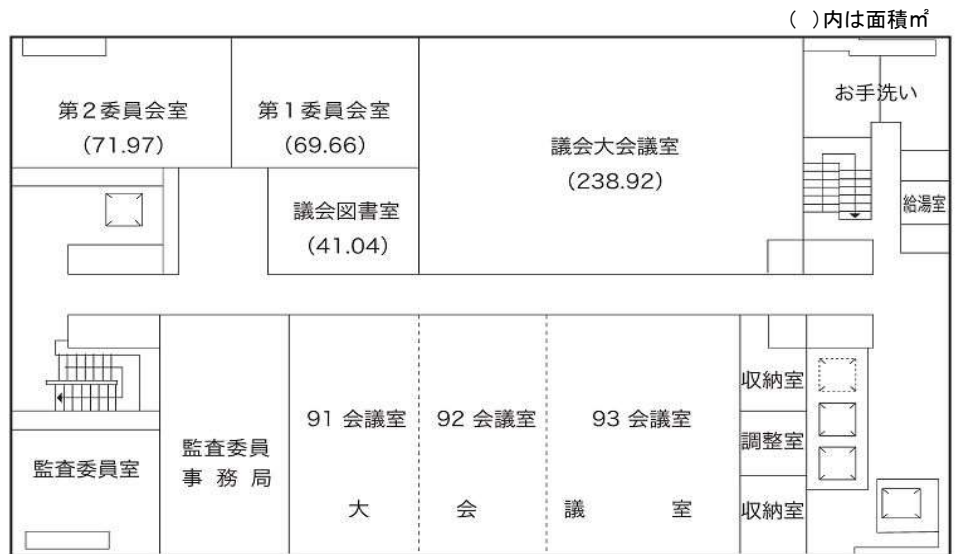 ( )内は面積㎡
第2委員会室
(71.97)
第1委員会室
(69.66)
議会大会議室
(238.92)
お手洗い
給湯室
議会図書室
(41.04)
監査委員室
監査委員
事 務 局
91 会議室
92 会議室
93 会議室
大 会 議 室
収納室
調整室
収納室